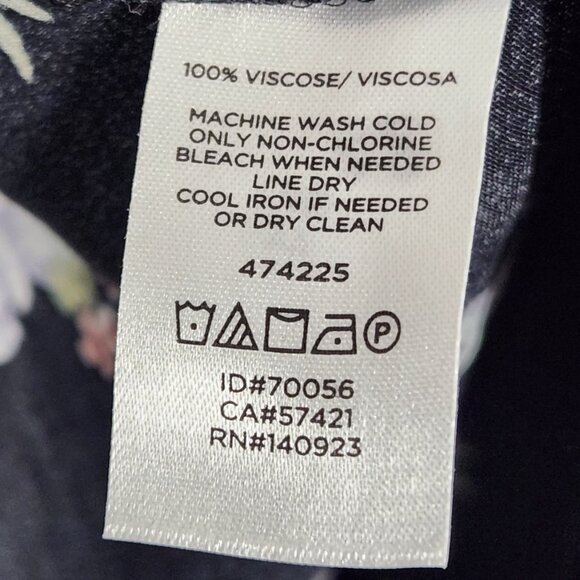 100% VISCOSE/ VISCOSA
MACHINE WASH COLD
ONLY NON-CHLORINE
BLEACH WHEN NEEDED
LINE DRY
COOL IRON IF NEEDED
OR DRY CLEAN
474225
P
ID#70056
CA#57421
RN#140923